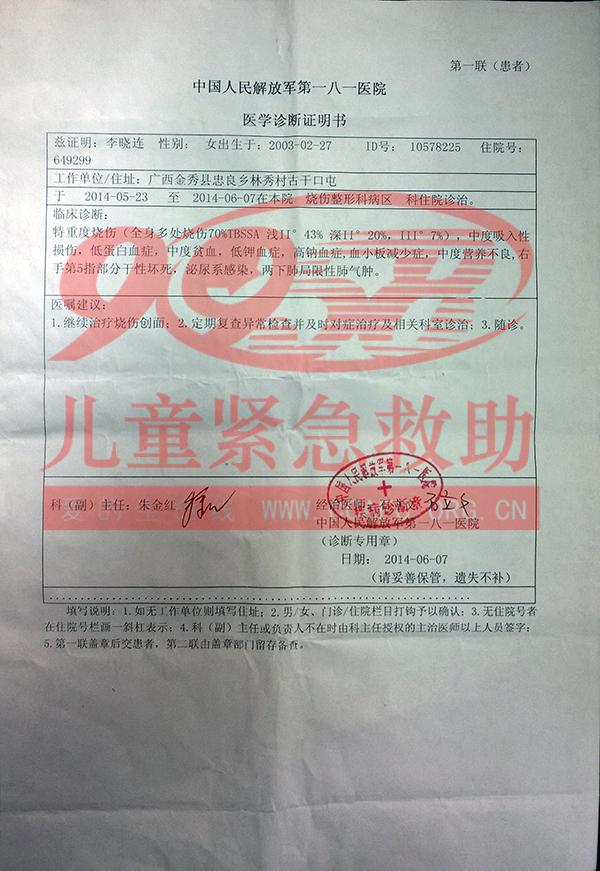 第一联（患者）
中国人民解放军第一八一医院
医学诊断证明书
兹证明：李晓连 性别： 女出生于：2003-02-27 ID号：10578225 住院号：
649299
工作单位/住址：广西金秀县忠良乡林秀村古干口屯
于 2014-05-23 至 2014-06-07在本院 烧伤整形科病区 科住院诊治。
临床诊断：
特重度烧伤（全身多处烧伤70%TBSSA 浅II°43% 深II°20%，III°7%），中度吸入性
损伤，低蛋白血症，中度贫血，低钾血症，高钠血症,血小板减少症，中度营养不良,右
手第5指部分干性坏死，泌尿系感染，两下肺局限性肺气肿。
医嘱建议：
1.继续治疗烧伤创面；2.定期复查异常检查并及时对症治疗及相关科室诊治；3.随诊。
儿童紧急救助
科（副）主任：朱金红
经治医师：
中国人民解放军第一八一医院
（诊断专用章）
日期： 2014-06-07
（请妥善保管，遗失不补）
填写说明：1.如无工作单位则填写住址；2.男/女、门诊/住院栏目打钩予以确认；3.无住院号者
在住院号栏画一斜杠表示；4.科（副）主任或负责人不在时由科主任授权的主治医师以上人员签字；
5.第一联盖章后交患者，第二联由盖章部门留存备查。